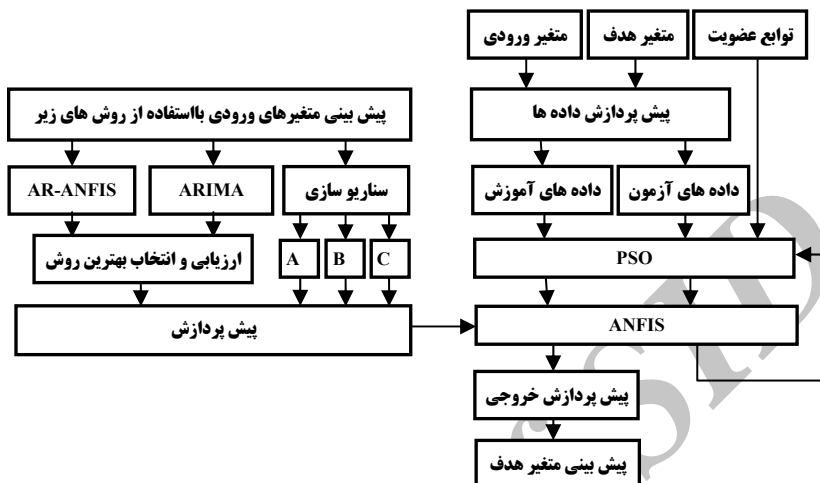 توابع عضویت
متغیر هدف
متغیر ورودی
پیش پردازش داده ها
داده های آزمون
داده های آموزش
PSO
ANFIS
پیش پردازش خروجی
پیش بینی متغیر هدف
پیش بینی متغیرهای ورودی بااستفاده از روش های زیر
سناریو سازی
ARIMA
AR-ANFIS
C
B
A
ارزیابی و انتخاب بهترین روش
پیش پردازش
SID